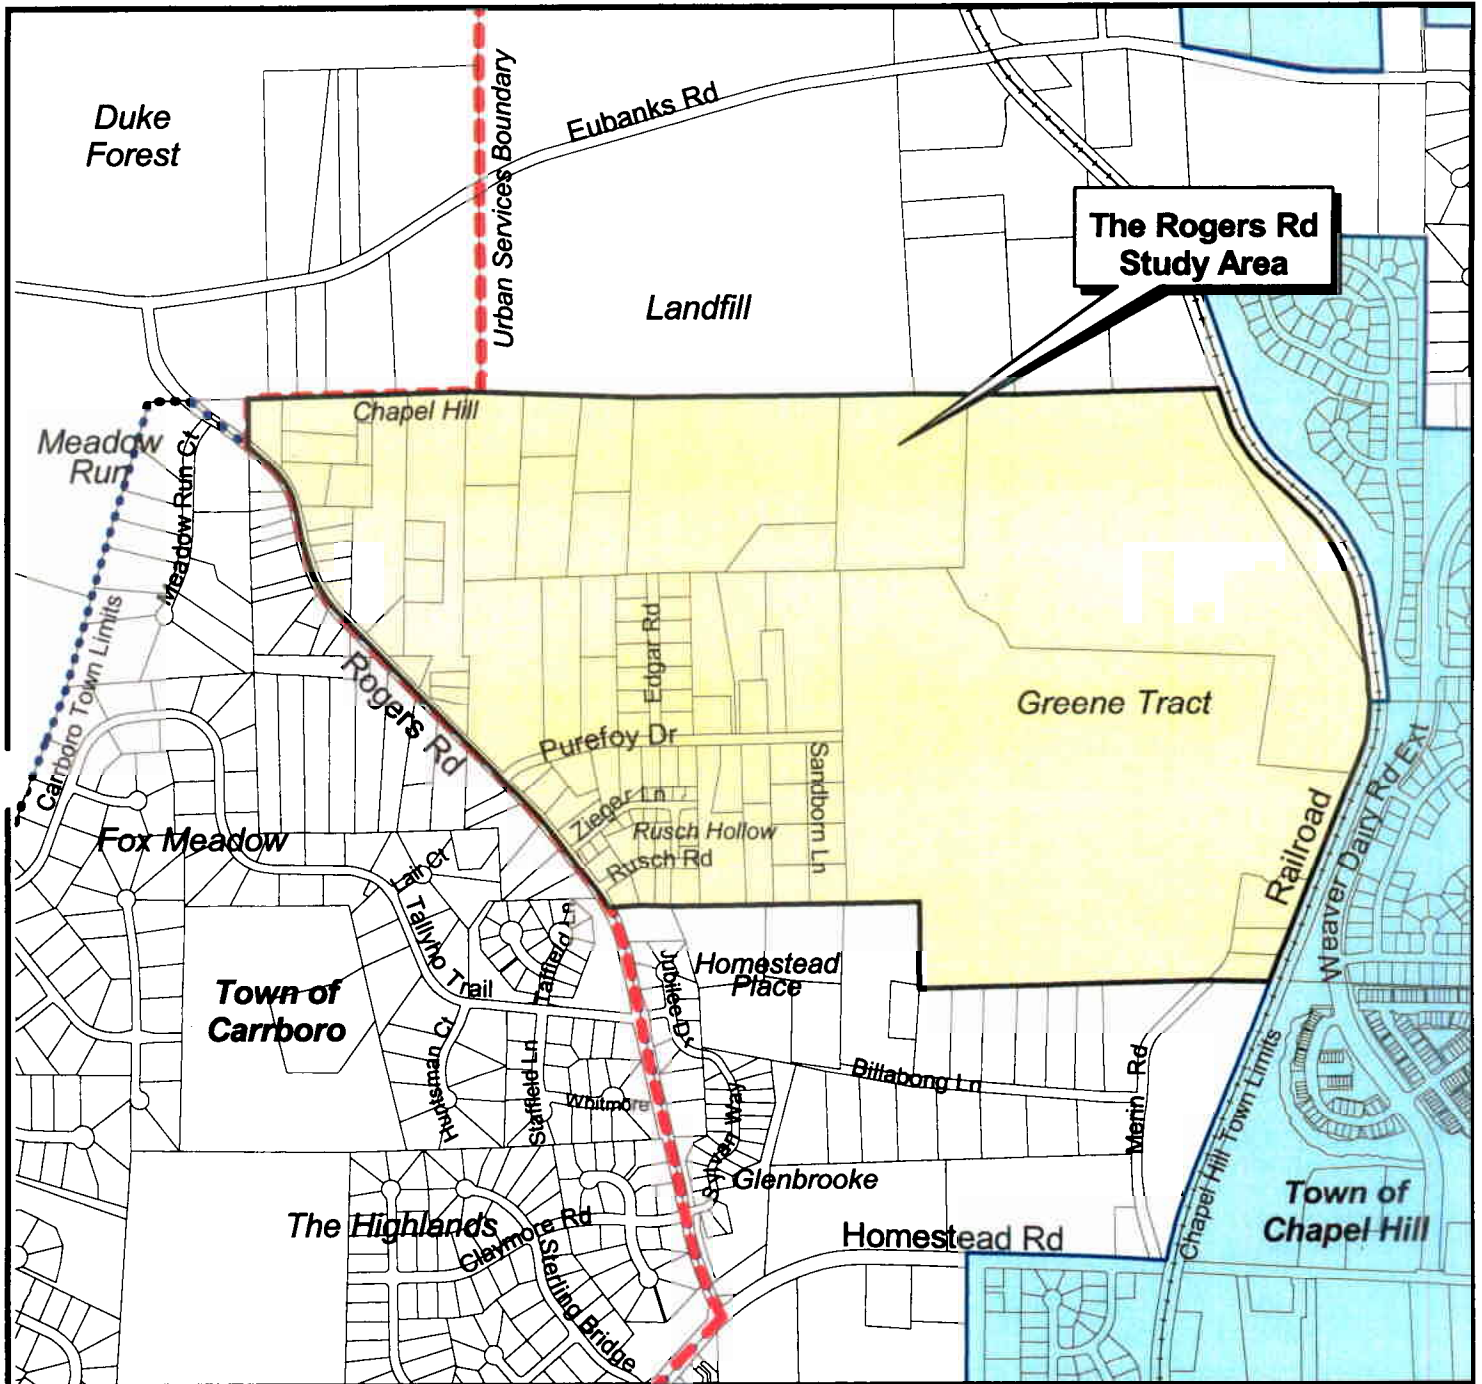 Duke
Forest
Urban Services Boundary
Eubanks Rd
The Rogers Rd
Study Area
Landfill
Chapel Hill
Meadow
Run
Meadow Run Ct
Carrboro Town Limits
Rogers Rd
Edgar Rd
Purefoy Dr
Greene Tract
Zieger Ln
Rusch Hollow
Rusch Rd
Sandborn Ln
Railroad
Weaver Dairy Rd Ext
Fox Meadow
Lair Ct
Tallyho Trail
Taffield Ln
Homestead
Place
Jubilee Dr
Town of
Carrboro
Huntsman Ct
Staffield Ln
Whitmore
Billabong Ln
Merin Rd
Sylvan Way
Glenbrooke
Chapel Hill Town Limits
Town of
Chapel Hill
The Highlands
Claymore Rd
Sterling Bridge
Homestead Rd